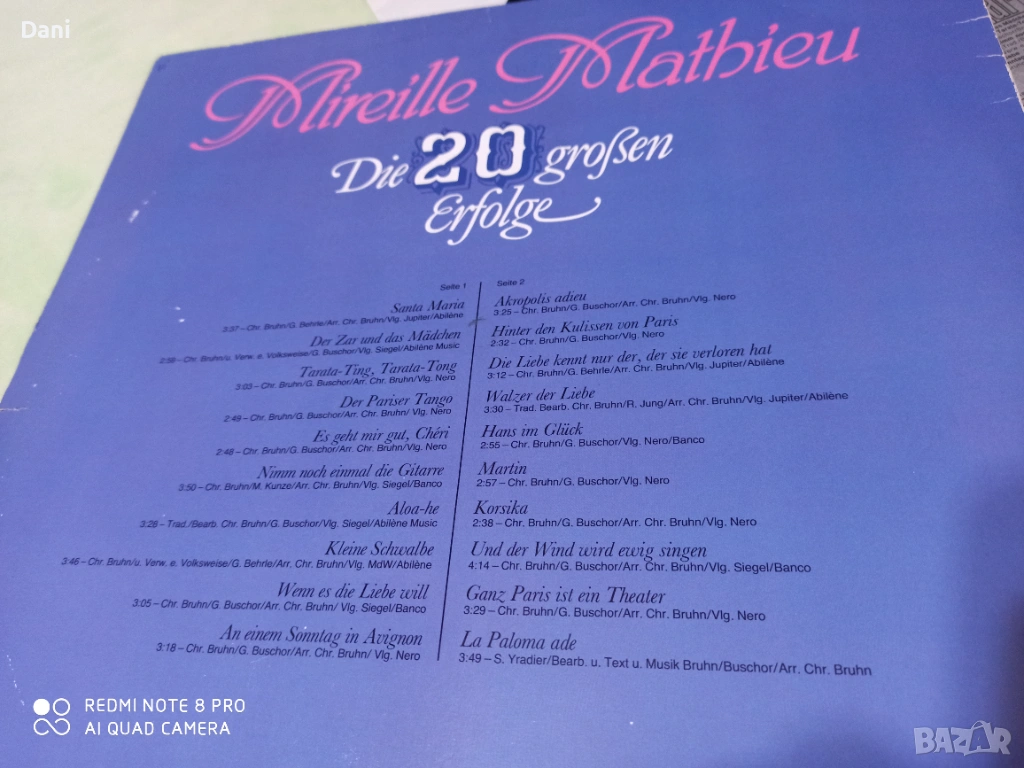 Dani
Mireille Mathieu
Die 20 großen
Erfolge
Seite 1
Santa Maria
3:37 – Chr. Bruhn/G. Behrle/Arr. Chr. Bruhn/Vlg. Jupiter/Abilène
Der Zar und das Mädchen
2:59 – Chr. Bruhn/u. Verw. e. Volksweise/G. Buschor/Vlg. Siegel/Abilène Music
Tarata-Ting, Tarata-Tong
3:03 – Chr. Bruhn/G. Buschor/Arr. Chr. Bruhn/Vlg. Nero
Der Pariser Tango
2:49 – Chr. Bruhn/G. Buschor/Arr. Chr. Bruhn/ Vlg. Nero
Es geht mir gut, Chéri
2:48 – Chr. Bruhn/G. Buschor/Arr. Chr. Bruhn/Vlg. Nero
Nimm noch einmal die Gitarre
3:50 – Chr. Bruhn/M. Kunze/Arr. Chr. Bruhn/Vlg. Siegel/Banco
Aloa-he
3:28 – Trad./Bearb. Chr. Bruhn/G. Buschor/Vlg. Siegel/Abilène Music
Kleine Schwalbe
3:46 – Chr. Bruhn/u. Verw. e. Volksweise/G. Behrle/Arr. Chr. Bruhn/Vlg. MdW/Abilène
Wenn es die Liebe will
3:05 – Chr. Bruhn/G. Buschor/Arr. Chr. Bruhn/ Vlg. Siegel/Banco
An einem Sonntag in Avignon
3:18 – Chr. Bruhn/G. Buschor/Arr. Chr. Bruhn/ Vlg. Nero
Seite 2
Akropolis adieu
3:25 – Chr. Bruhn/G. Buschor/Arr. Chr. Bruhn/Vlg. Nero
Hinter den Kulissen von Paris
2:32 – Chr. Bruhn/G. Buschor/Vlg. Nero
Die Liebe kennt nur der, der sie verloren hat
3:12 – Chr. Bruhn/G. Behrle/Arr. Chr. Bruhn/Vlg. Jupiter/Abilène
Walzer der Liebe
3:30 – Trad. Bearb. Chr. Bruhn/R. Jung/Arr. Chr. Bruhn/Vlg. Jupiter/Abilène
Hans im Glück
2:55 – Chr. Bruhn/G. Buschor/Vlg. Nero/Banco
Martin
2:57 – Chr. Bruhn/G. Buschor/Vlg. Nero
Korsika
2:38 – Chr. Bruhn/G. Buschor/Arr. Chr. Bruhn/Vlg. Nero
Und der Wind wird ewig singen
4:14 – Chr. Bruhn/G. Buschor/Arr. Chr. Bruhn/Vlg. Siegel/Banco
Ganz Paris ist ein Theater
3:29 – Chr. Bruhn/G. Buschor/Arr. Chr. Bruhn/Vlg. Nero
La Paloma ade
3:49 – S. Yradier/Bearb. u. Text u. Musik Bruhn/Buschor/Arr. Chr. Bruhn
REDMI NOTE 8 PRO
AI QUAD CAMERA
BAZAR